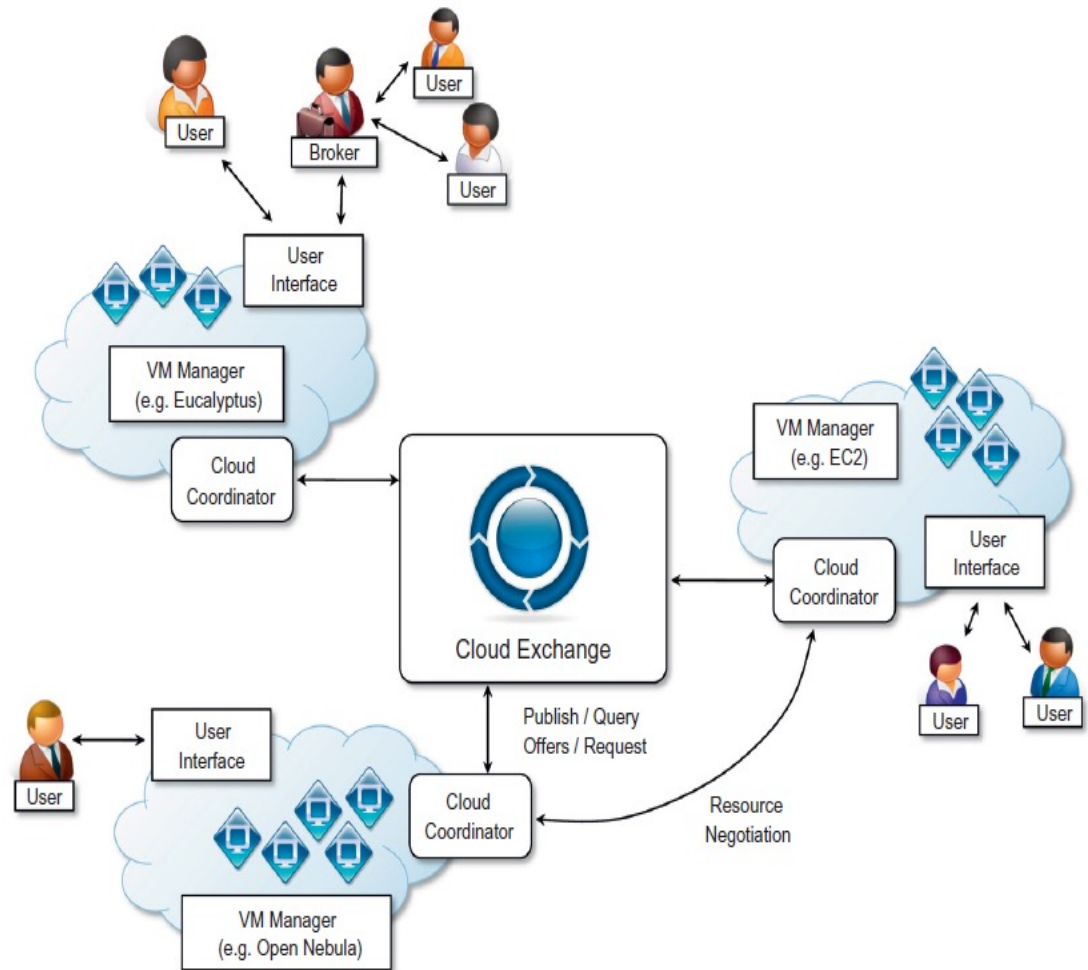 User
User
Broker
User
User
Interface
VM Manager
(e.g. Eucalyptus)
Cloud
Coordinator
VM Manager
(e.g. EC2)
User
Interface
Cloud
Coordinator
Cloud Exchange
User
User
Publish / Query
Offers / Request
User
Interface
User
Cloud
Coordinator
Resource
Negotiation
VM Manager
(e.g. Open Nebula)